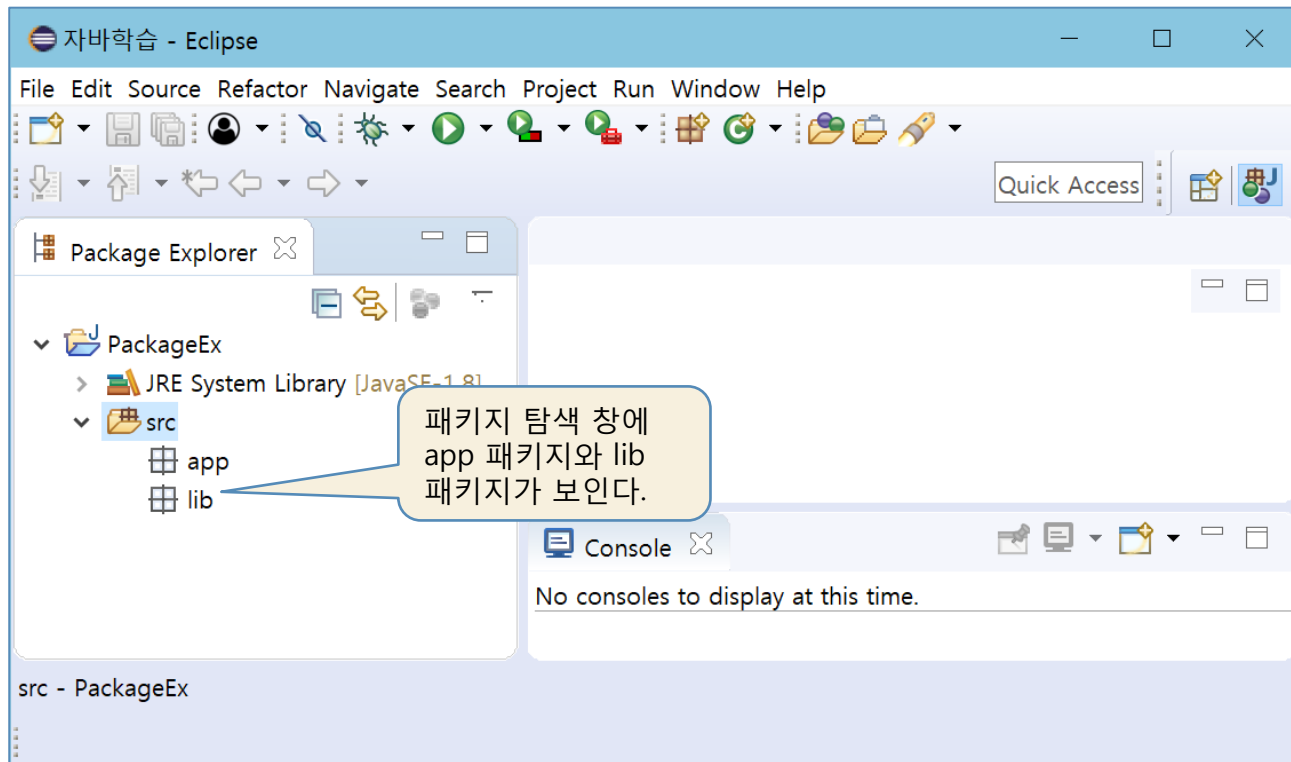 자바학습 - Eclipse
File Edit Source Refactor Navigate Search Project Run Window Help
Quick Access
Package Explorer
PackageEx
JRE System Library [JavaSE-1.8]
src
app
lib
패키지 탐색 창에
app 패키지와 lib
패키지가 보인다.
Console
No consoles to display at this time.
src - PackageEx